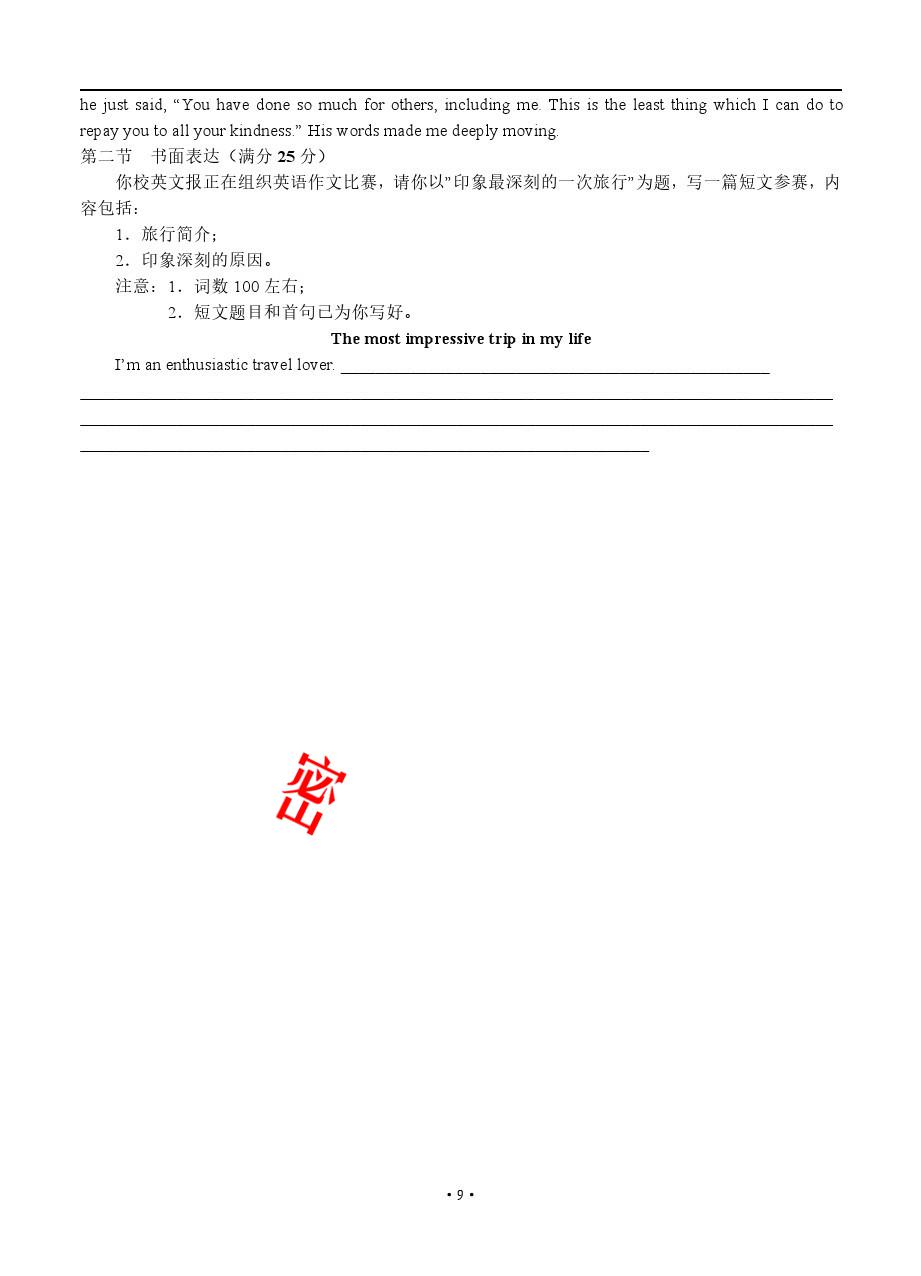 he just said, “You have done so much for others, including me. This is the least thing which I can do to
repay you to all your kindness.” His words made me deeply moving.
第二节　书面表达（满分 25 分）
你校英文报正在组织英语作文比赛，请你以”印象最深刻的一次旅行”为题，写一篇短文参赛，内
容包括：
1．旅行简介；
2．印象深刻的原因。
注意：1．词数 100 左右；
2．短文题目和首句已为你写好。
The most impressive trip in my life
I’m an enthusiastic travel lover.
密
• 9 •